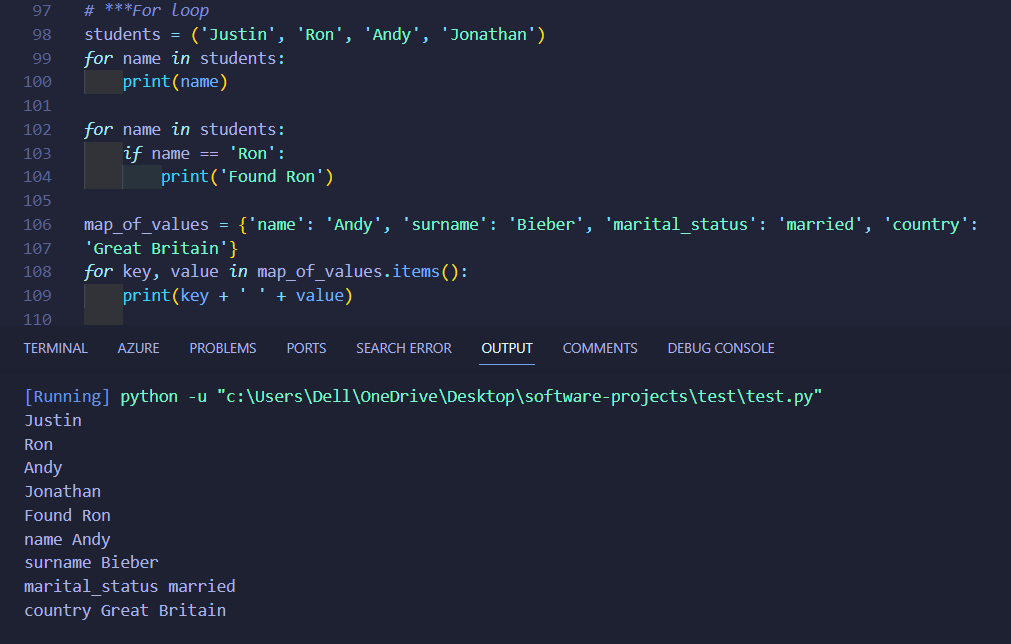 97 # ***For loop
98 students = ('Justin', 'Ron', 'Andy', 'Jonathan')
99 for name in students:
100     print(name)
101
102 for name in students:
103     if name == 'Ron':
104         print('Found Ron')
105
106 map_of_values = {'name': 'Andy', 'surname': 'Bieber', 'marital_status': 'married', 'country':
107 'Great Britain'}
108 for key, value in map_of_values.items():
109     print(key + ' ' + value)
110
TERMINAL AZURE PROBLEMS PORTS SEARCH ERROR OUTPUT COMMENTS DEBUG CONSOLE
[Running] python -u "c:\Users\Dell\OneDrive\Desktop\software-projects\test\test.py"
Justin
Ron
Andy
Jonathan
Found Ron
name Andy
surname Bieber
marital_status married
country Great Britain